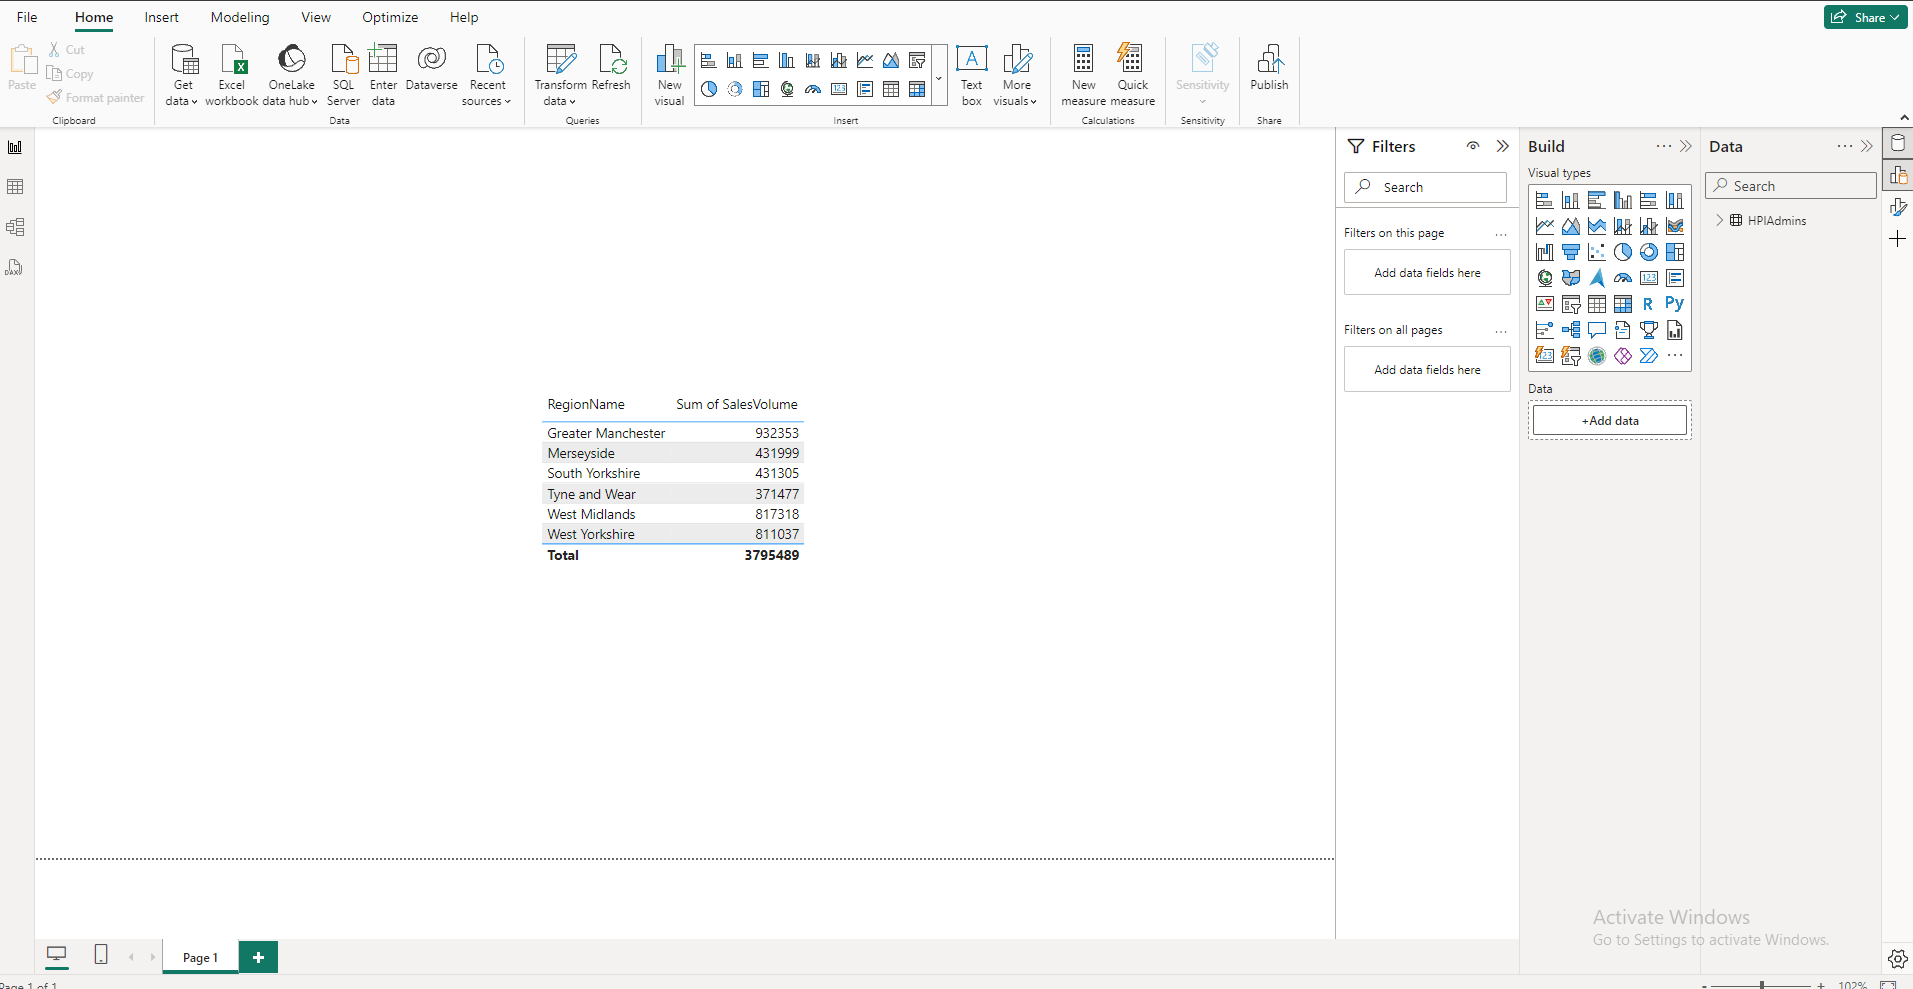 File Home Insert Modeling View Optimize Help Share
Paste Cut
Copy
Format painter
Clipboard
Get data Excel workbook OneLake data hub SQL Server Enter data Dataverse Recent sources
Data
Transform data Refresh
Queries
New visual
Text box More visuals
Insert
New measure Quick measure
Calculations
Sensitivity
Sensitivity
Publish
Share
RegionName Sum of SalesVolume
Greater Manchester 932353
Merseyside 431999
South Yorkshire 431305
Tyne and Wear 371477
West Midlands 817318
West Yorkshire 811037
Total 3795489
Filters
Search
Filters on this page
Add data fields here
Filters on all pages
Add data fields here
Build
Visual types
R Py
123
Data
+Add data
Data
Search
HPIAdmins
DAX
Activate Windows
Go to Settings to activate Windows.
Page 1 +
Page 1 of 1
- + 102%